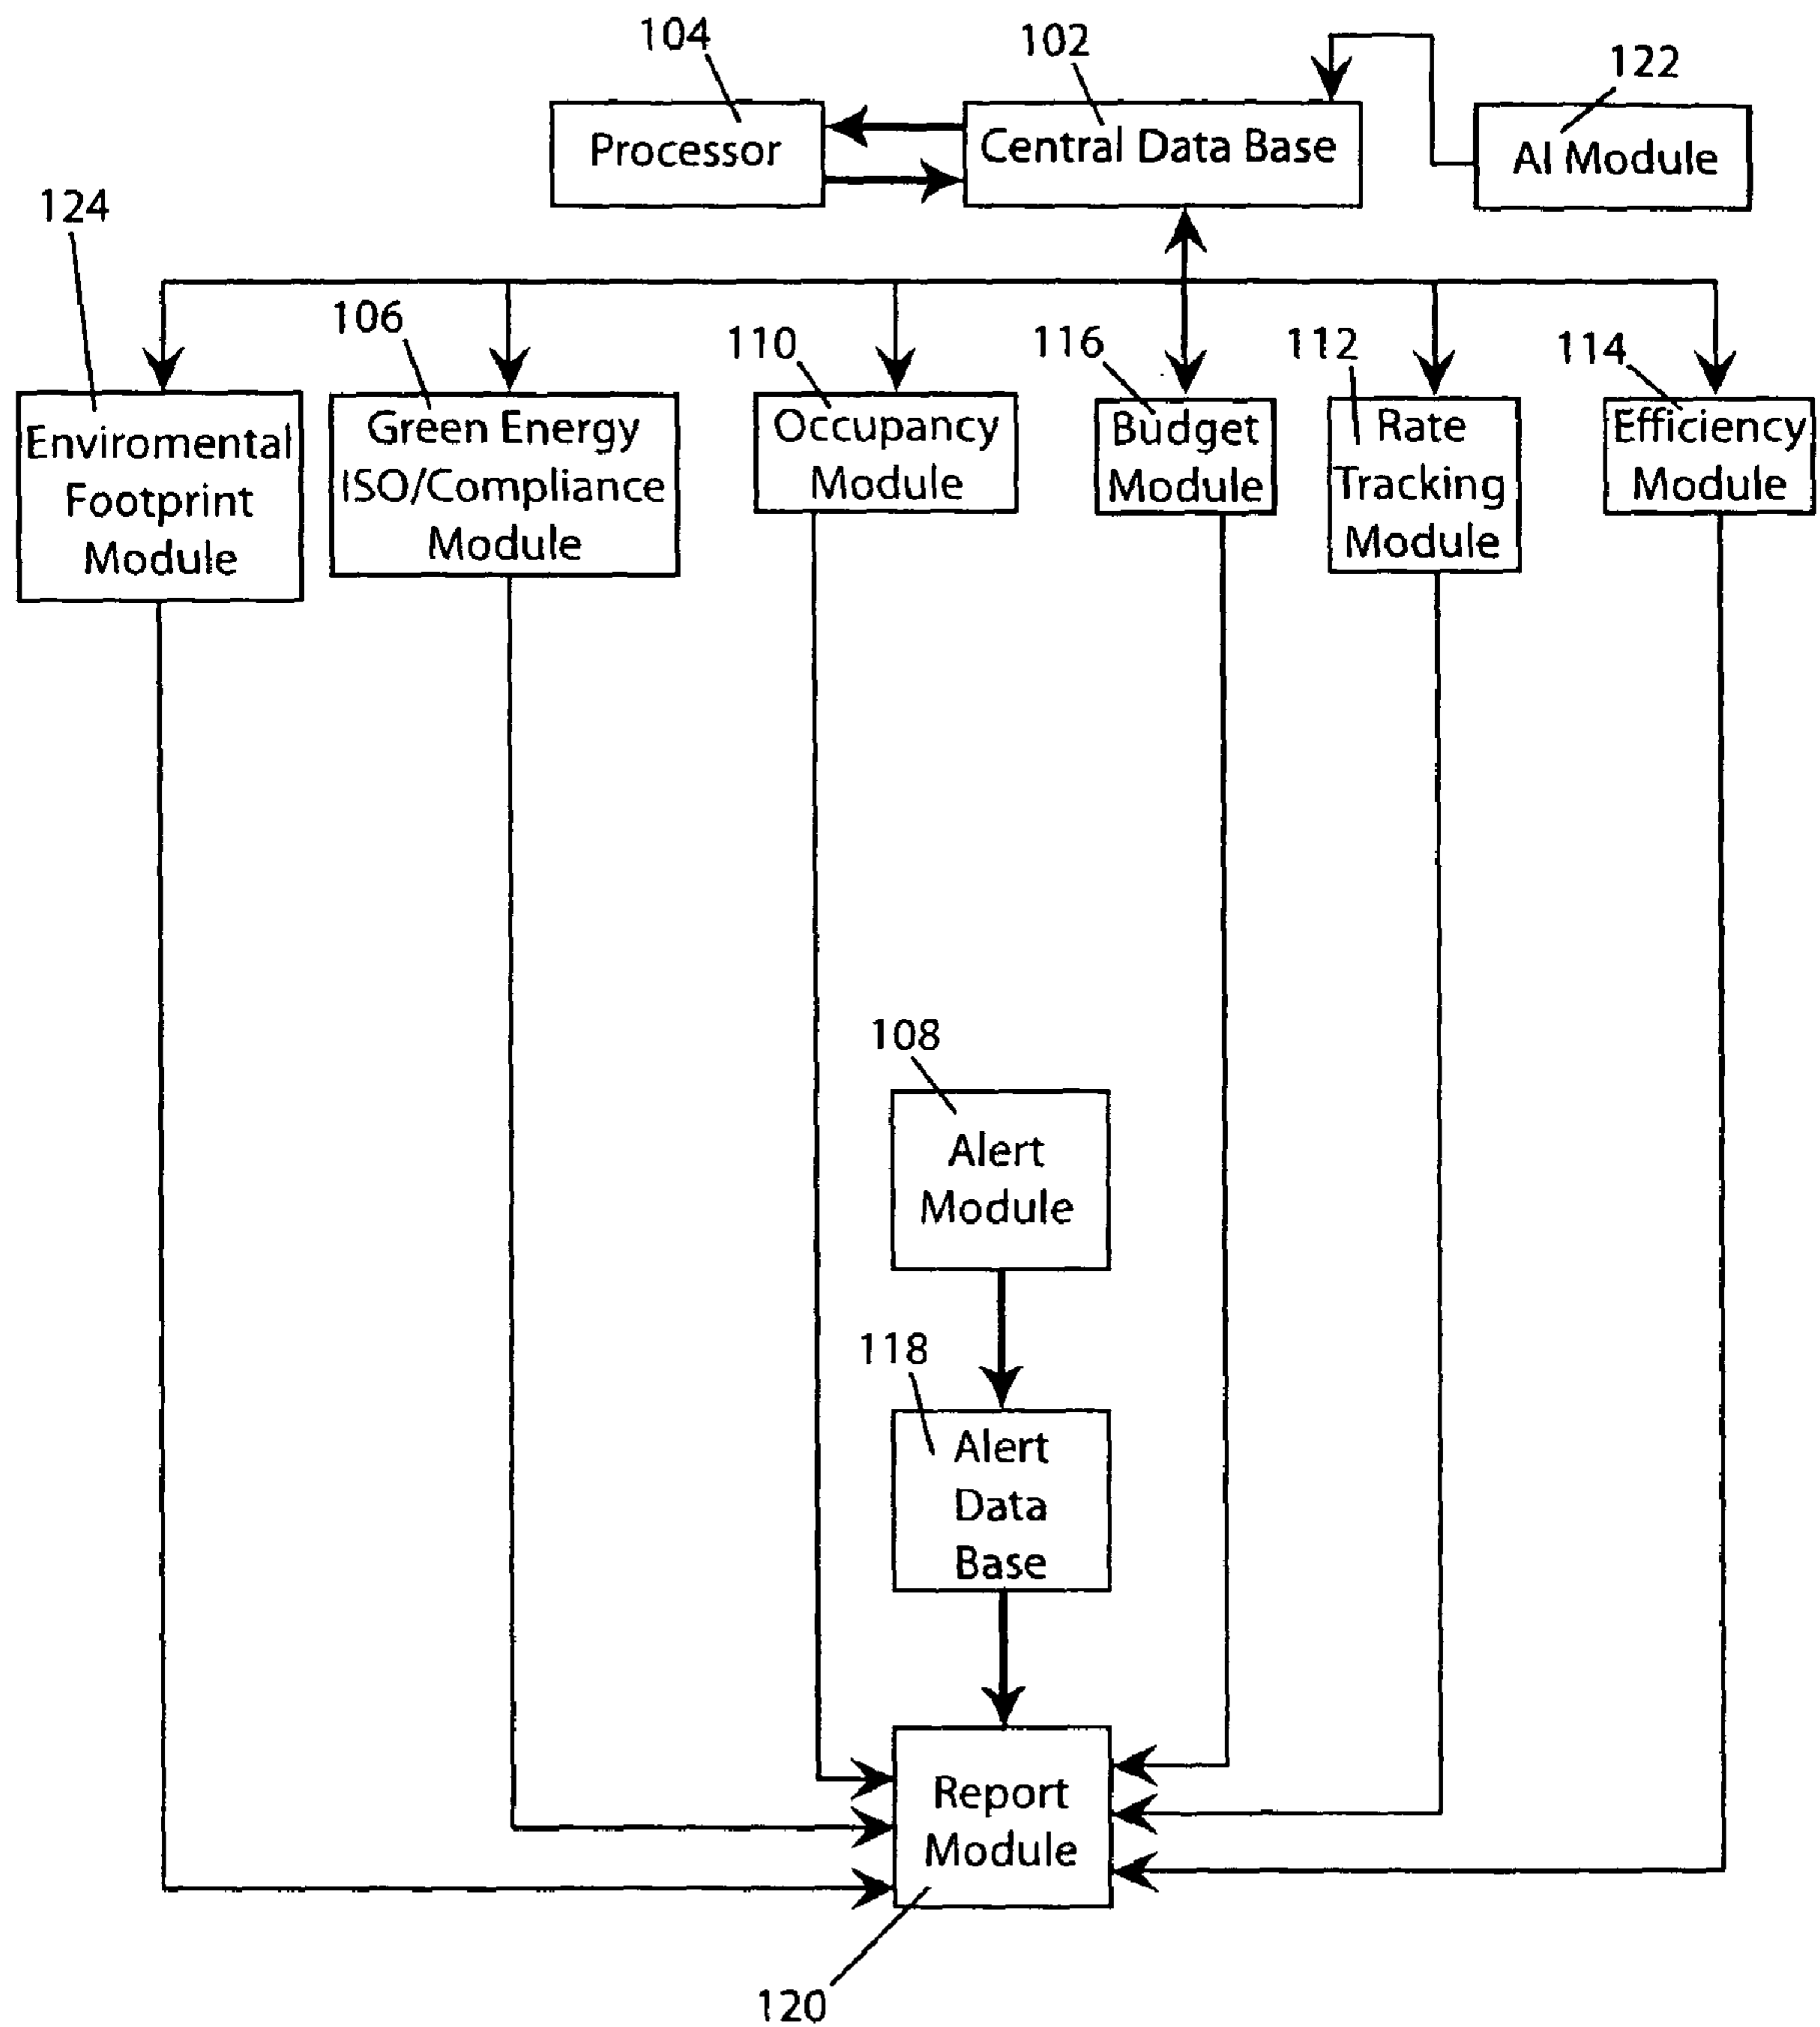 104
102
122
Processor
Central Data Base
AI Module
124
106
110
116
112
114
Enviromental
Footprint
Module
Green Energy
ISO/Compliance
Module
Occupancy
Module
Budget
Module
Rate
Tracking
Module
Efficiency
Module
108
Alert
Module
118
Alert
Data
Base
Report
Module
120